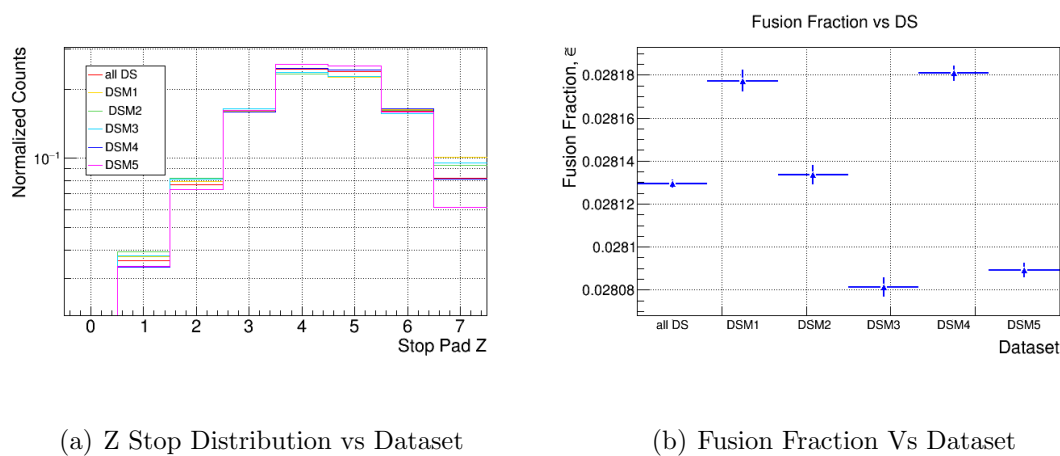 Normalized Counts
all DS
DSM1
DSM2
DSM3
DSM4
DSM5
10⁻¹
0 1 2 3 4 5 6 7
Stop Pad Z
Fusion Fraction vs DS
Fusion Fraction,
0.02818
0.02816
0.02814
0.02812
0.0281
0.02808
all DS DSM1 DSM2 DSM3 DSM4 DSM5
Dataset
(a) Z Stop Distribution vs Dataset
(b) Fusion Fraction Vs Dataset